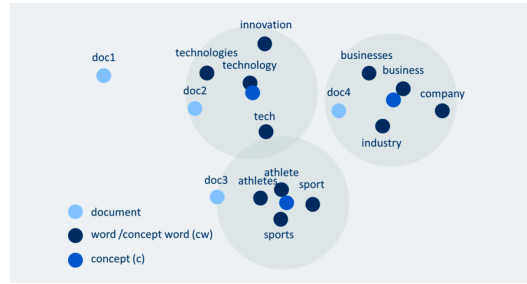 innovation
doc1
technologies
technology
doc2
tech
businesses
business
doc4
company
industry
athlete
doc3
athletes
sport
sports
document
word /concept word (cw)
concept (c)